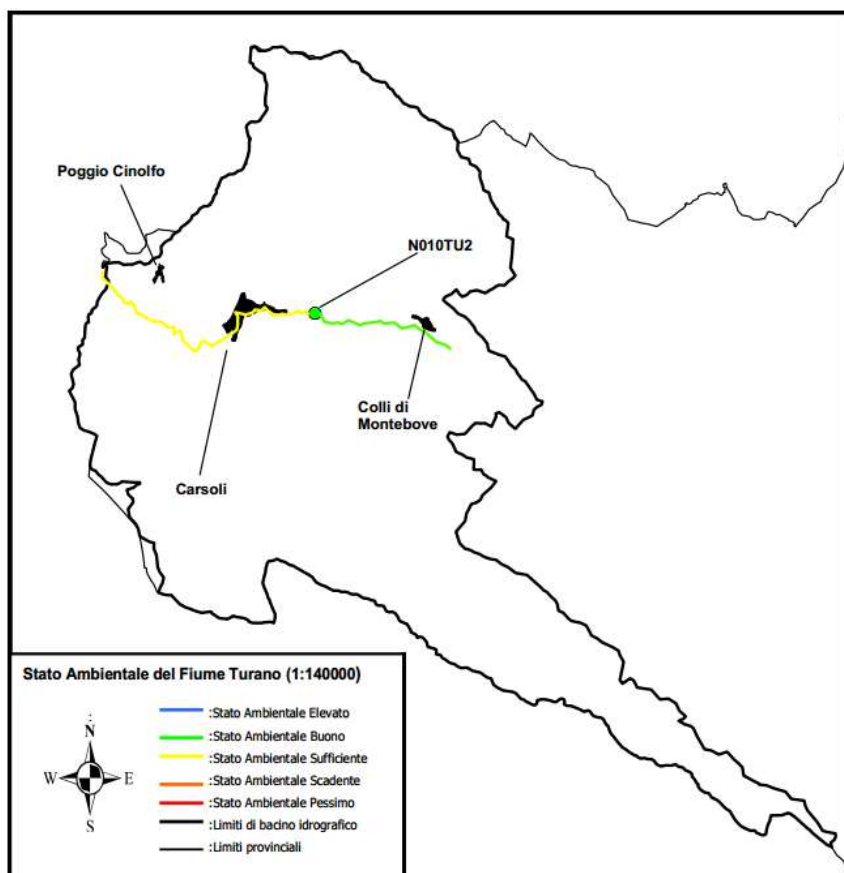 Poggio Cinolfo
N010TU2
Colli di
Montebove
Carsoli
Stato Ambientale del Fiume Turano (1:140000)
:
N
W
E
S
:Stato Ambientale Elevato
:Stato Ambientale Buono
:Stato Ambientale Sufficiente
:Stato Ambientale Scadente
:Stato Ambientale Pessimo
:Limiti di bacino idrografico
:Limiti provinciali